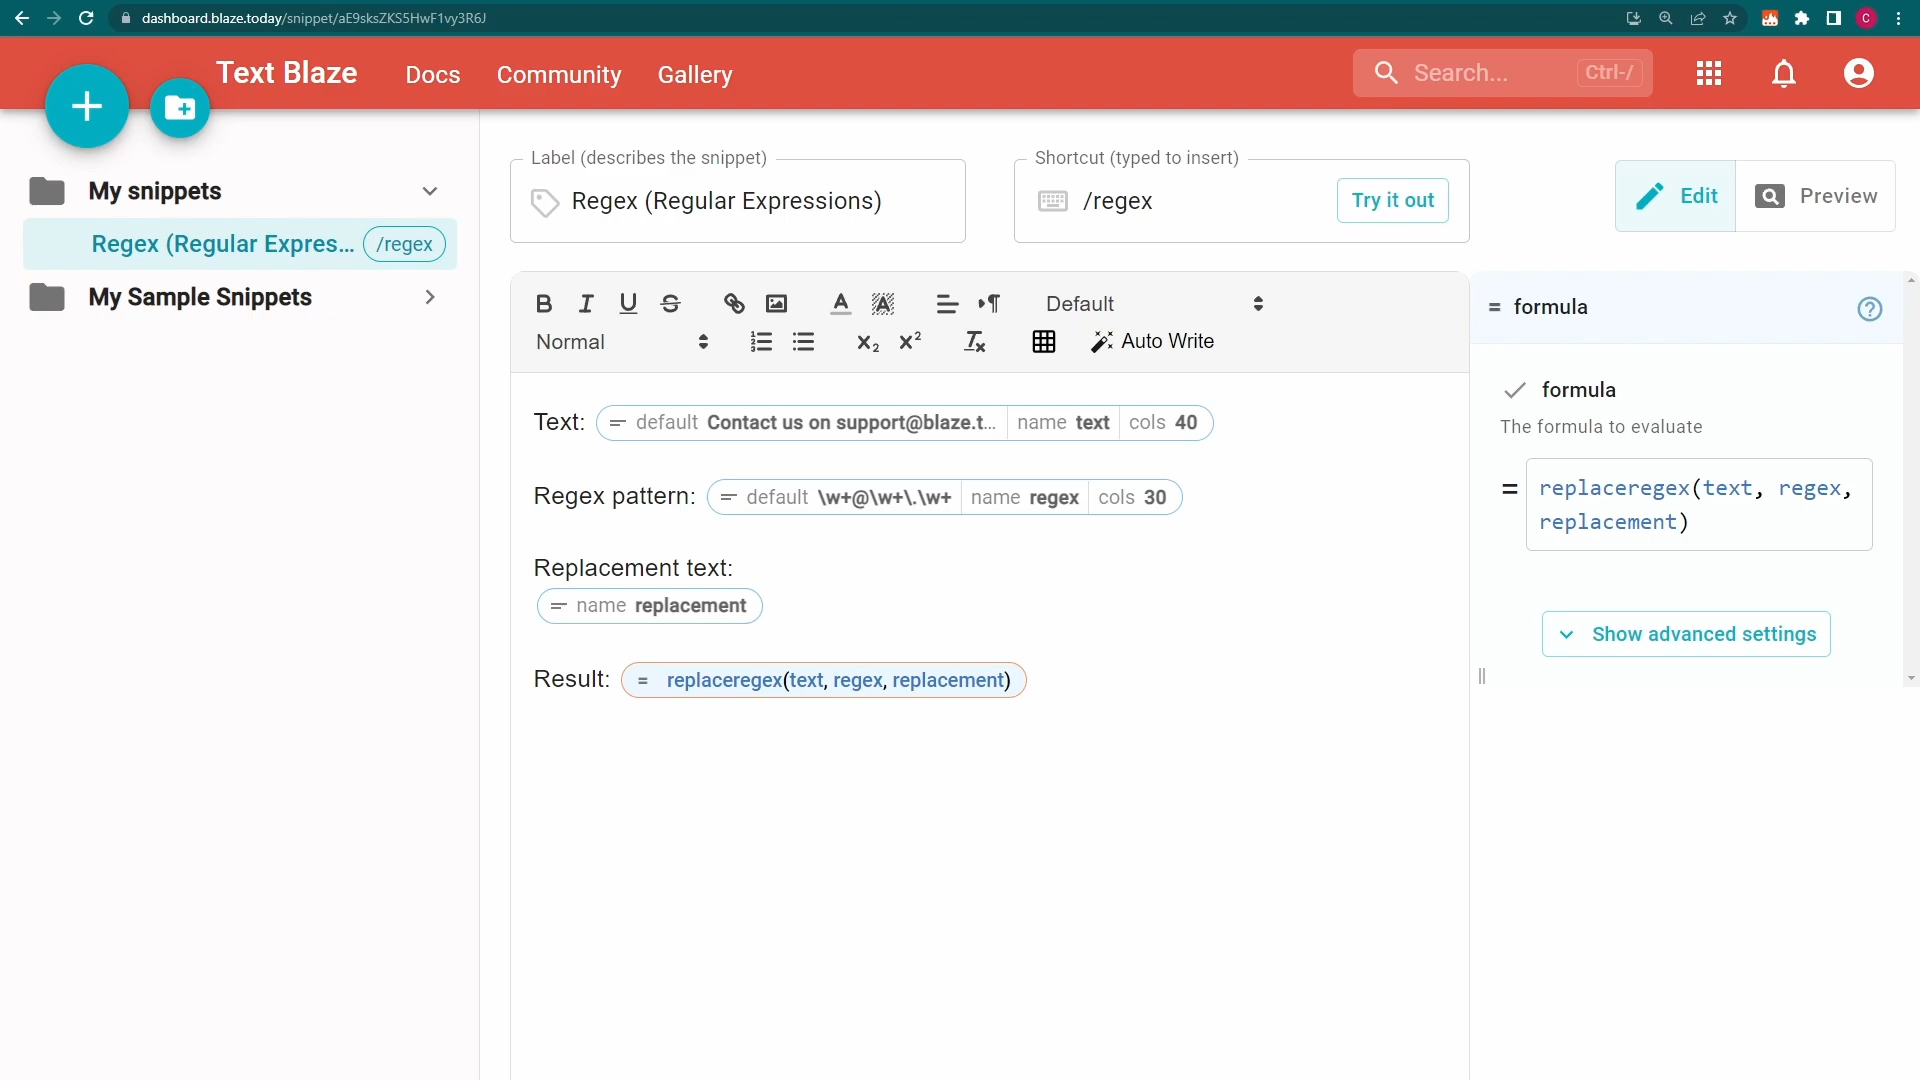 dashboard.blaze.today/snippet/aE9sksZKS5HwF1vy3R6J
C
Text Blaze
Docs
Community
Gallery
Search...
Ctrl-/
My snippets
Regex (Regular Expres...
/regex
My Sample Snippets
Label (describes the snippet)
Regex (Regular Expressions)
Shortcut (typed to insert)
/regex
Try it out
Edit
Preview
Default
Normal
Auto Write
Text: default Contact us on support@blaze.t... name text cols 40
Regex pattern: default \w+@\w+\.\w+ name regex cols 30
Replacement text:
name replacement
Result: = replaceregex(text, regex, replacement)
= formula
formula
The formula to evaluate
= replaceregex(text, regex,
replacement)
Show advanced settings